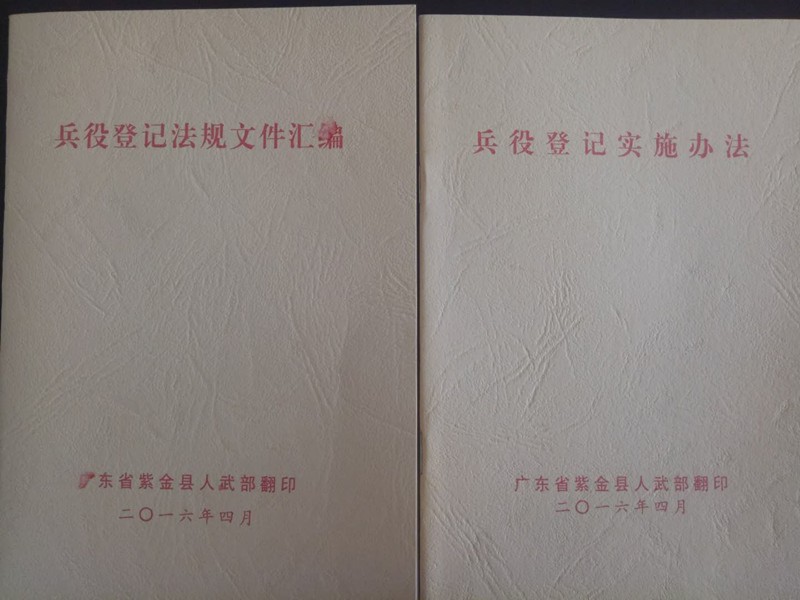 兵役登记法规文件汇编
广东省紫金县人武部翻印
二〇一六年四月
兵役登记实施办法
广东省紫金县人武部翻印
二〇一六年四月